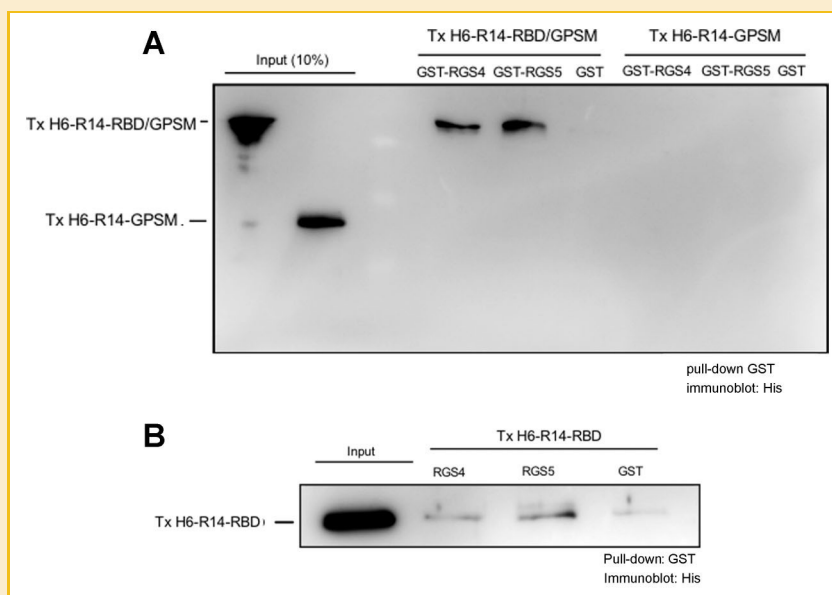 A
Input (10%)
Tx H6-R14-RBD/GPSM
Tx H6-R14-GPSM
GST-RGS4 GST-RGS5 GST
GST-RGS4 GST-RGS5 GST
Tx H6-R14-RBD/GPSM
Tx H6-R14-GPSM.
pull-down GST
immunoblot: His
B
Input
Tx H6-R14-RBD
RGS4 RGS5 GST
Tx H6-R14-RBD
Pull-down: GST
Immunoblot: His